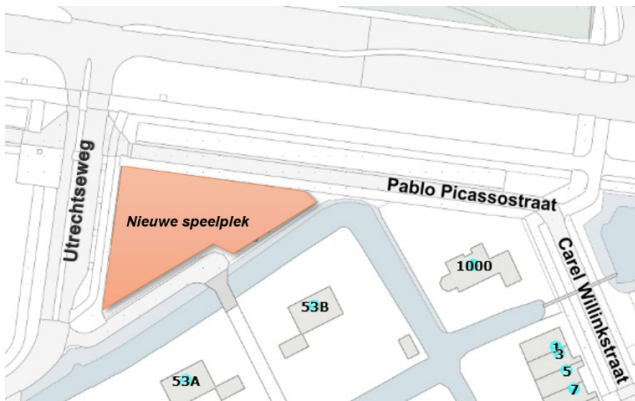 Utrechtseweg
Nieuwe speelplek
Pablo Picassostraat
Carel Willinkstraat
1000
53B
53A
1
3
5
7